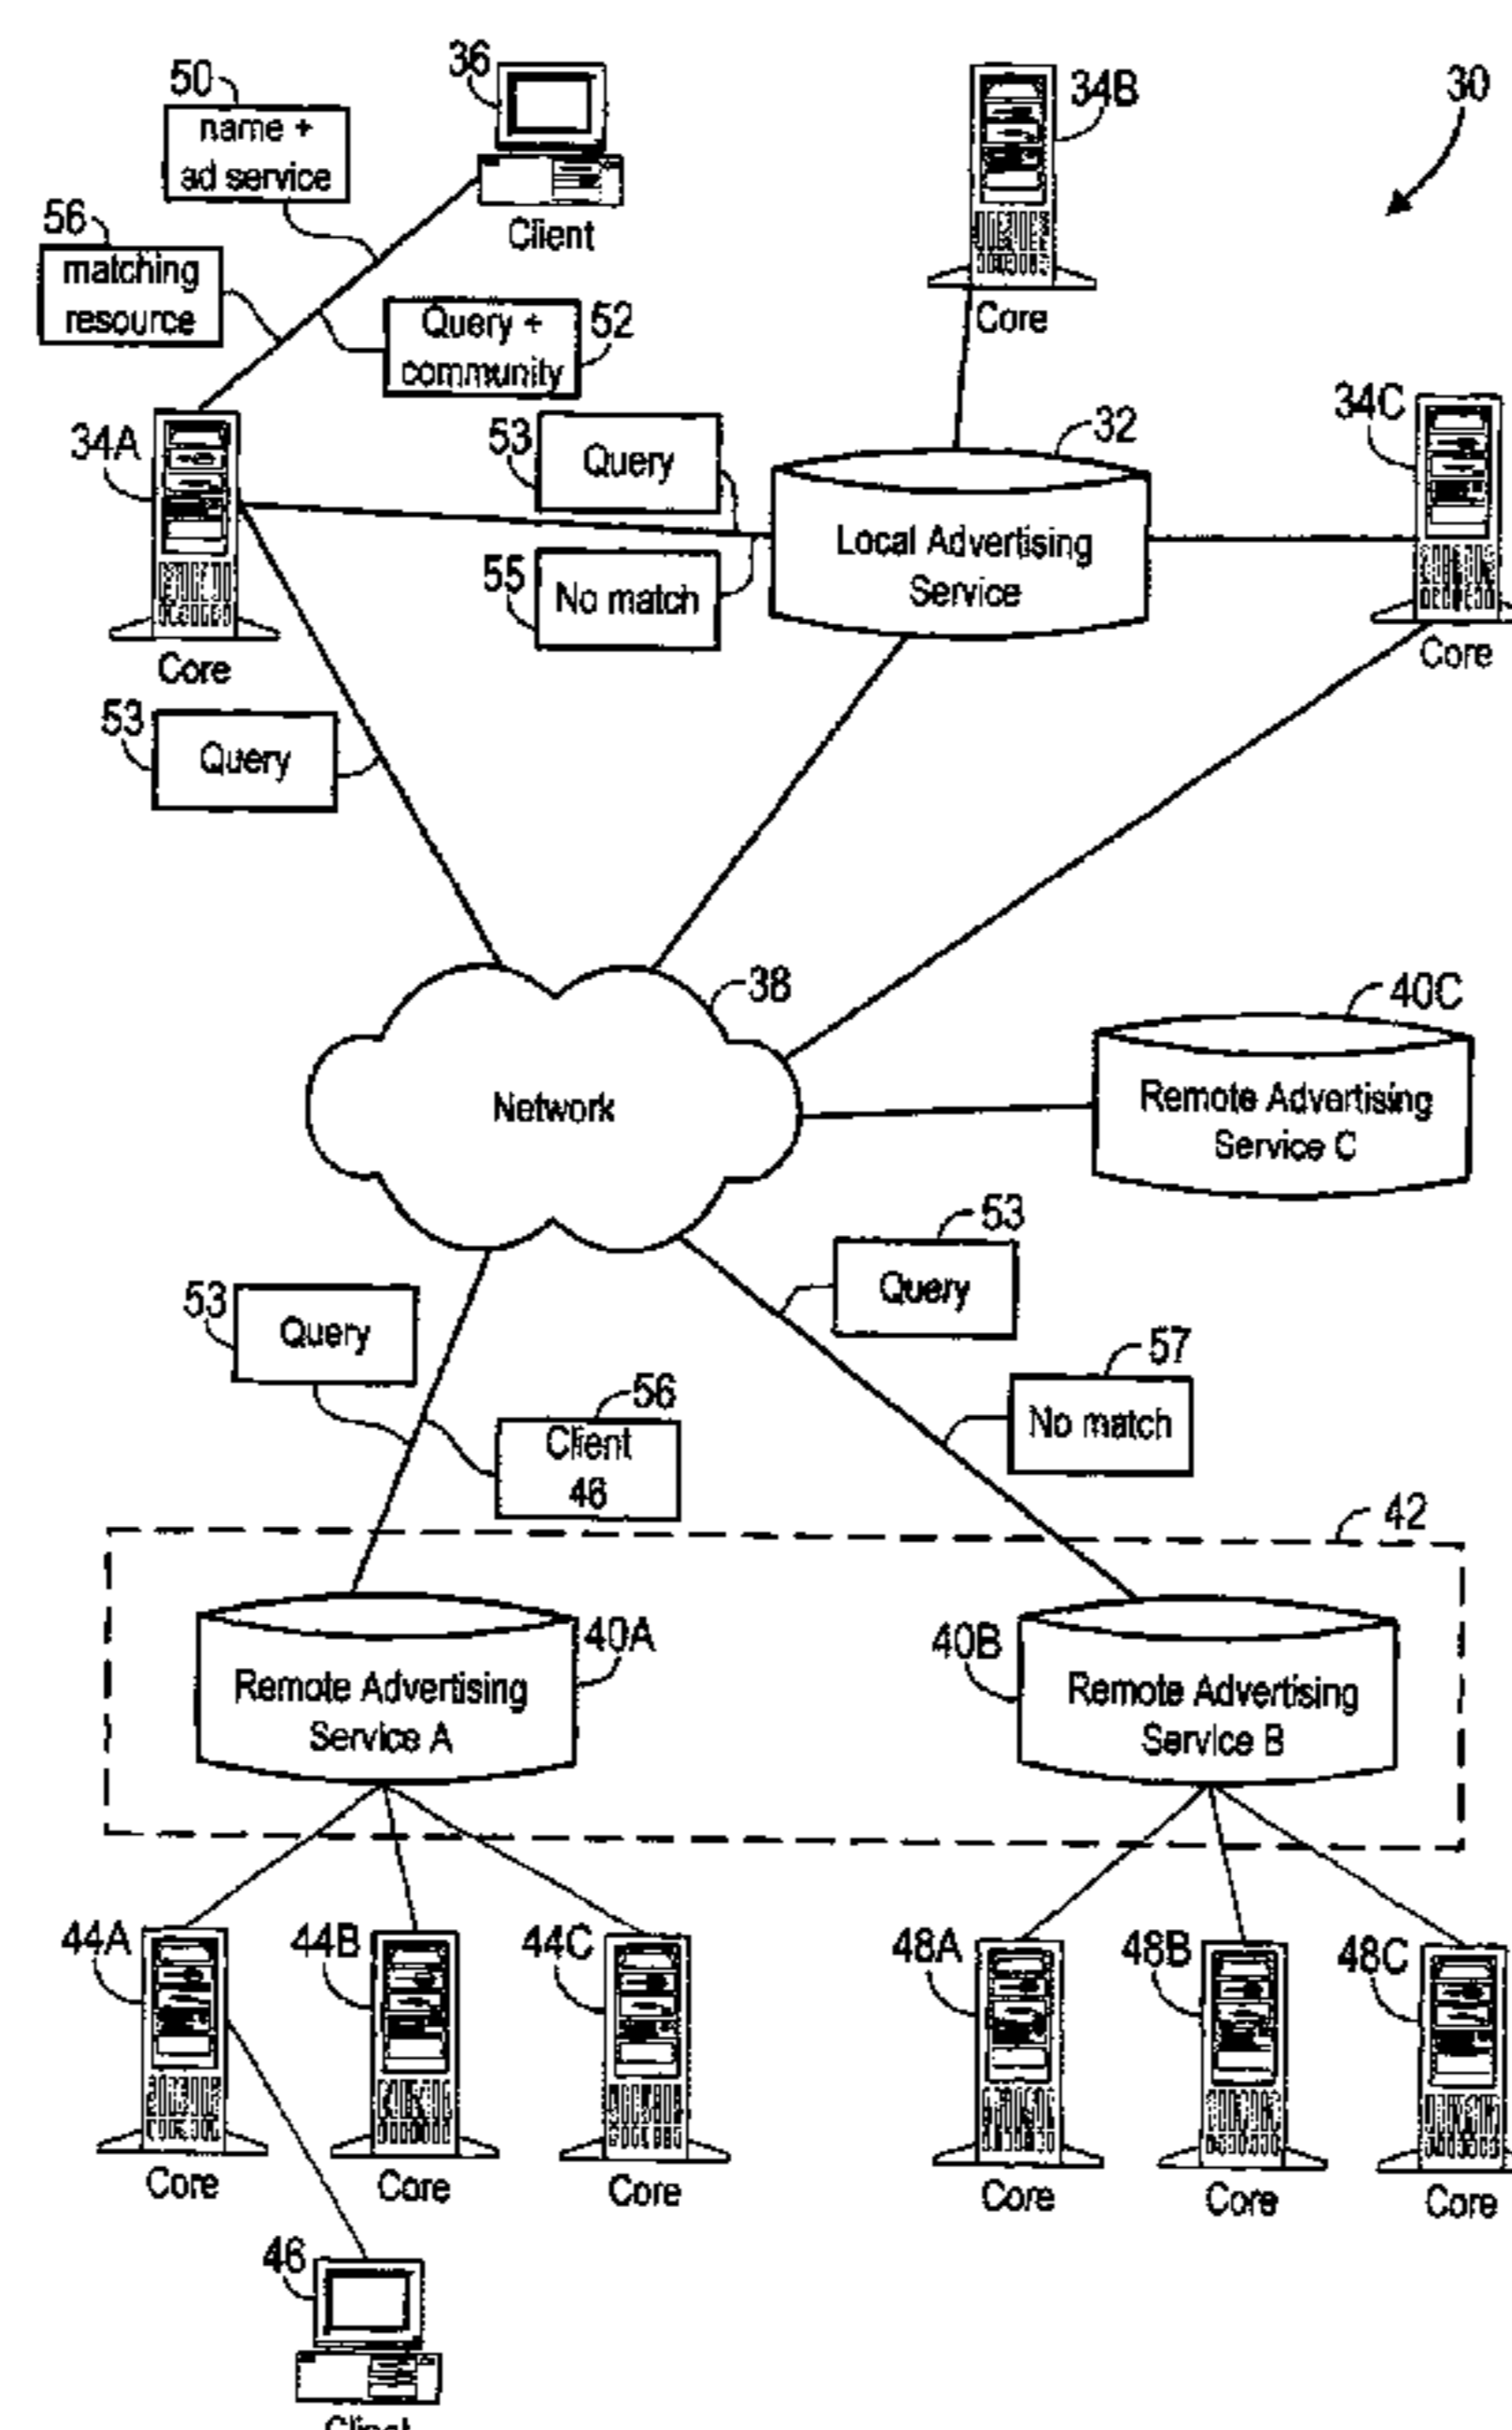 50
36
34B
30
name +
ad service
56
Client
matching
resource
Query +
community
52
Core
34A
53
Query
32
34C
Local Advertising
Service
55
No match
Core
Core
53
Query
38
40C
Network
Remote Advertising
Service C
53
Query
53
Query
57
56
No match
Client
46
42
40A
40B
Remote Advertising
Service A
Remote Advertising
Service B
44A
44B
44C
48A
48B
48C
Core
Core
Core
Core
Core
Core
46
Client